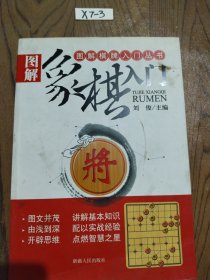 X7-3
图解棋牌入门丛书
图解
象棋入门
TUJIE XIANGQI
RUMEN
刘俊/主编
將
·图文并茂 讲解基本知识
·由浅到深 配以实战经验
·开辟思维 点燃智慧之星
新疆人民出版社